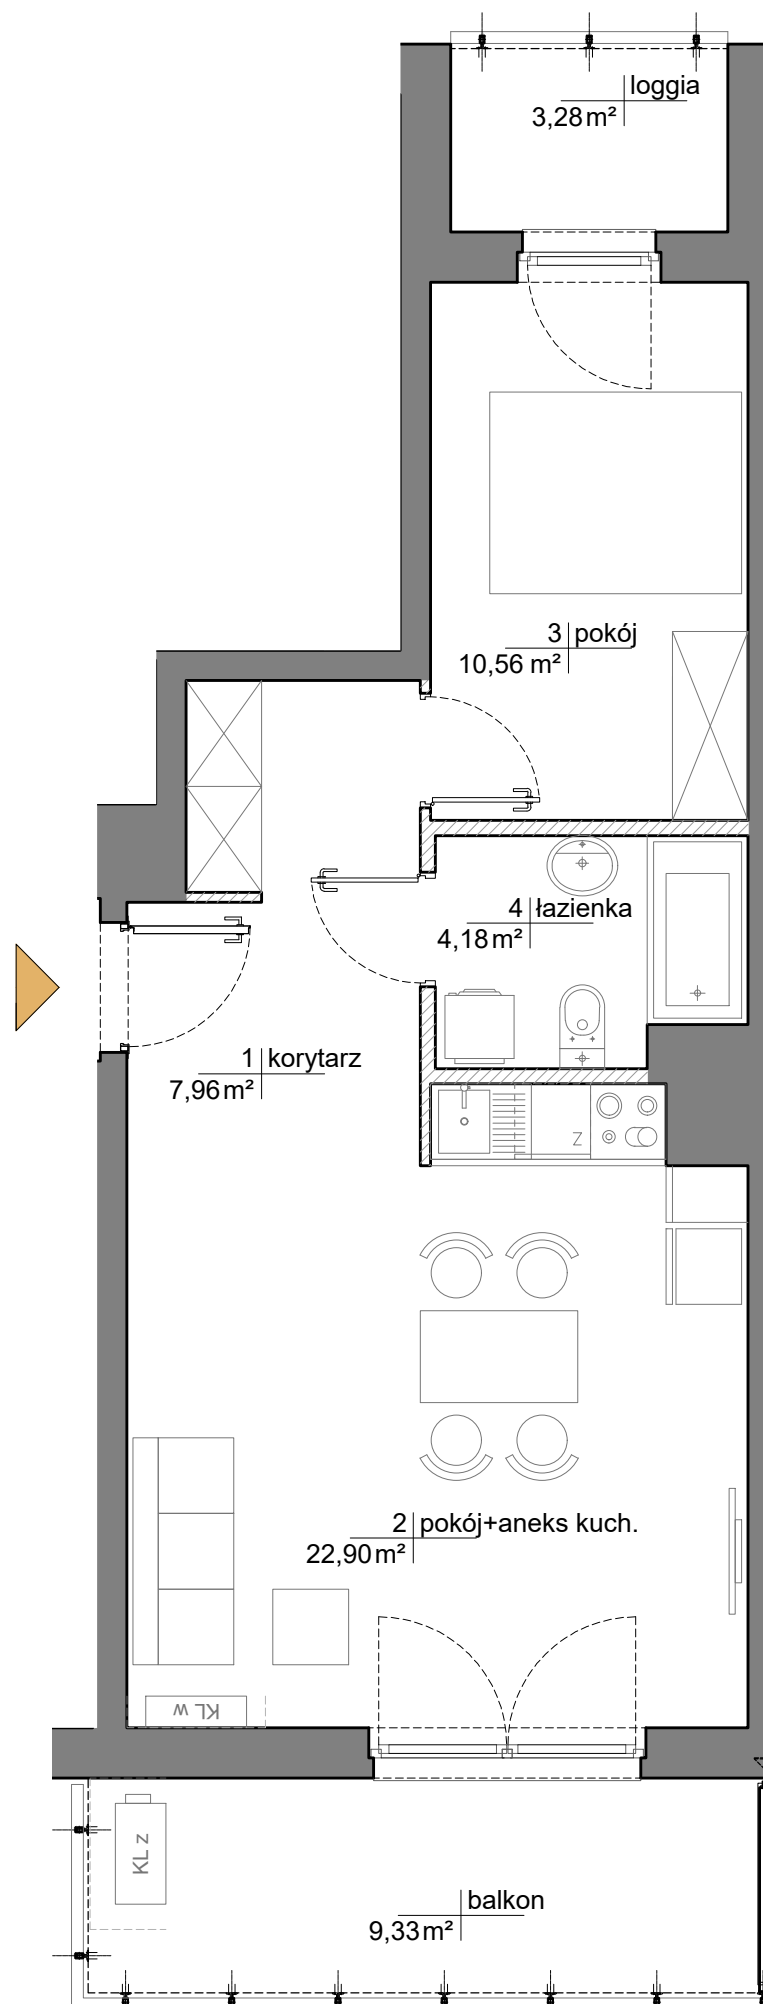 loggia
3,28 m²
3 pokój
10,56 m²
4 łazienka
4,18 m²
1 korytarz
7,96 m²
Z
2 pokój+aneks kuch.
22,90 m²
KL w
KL z
balkon
9,33 m²